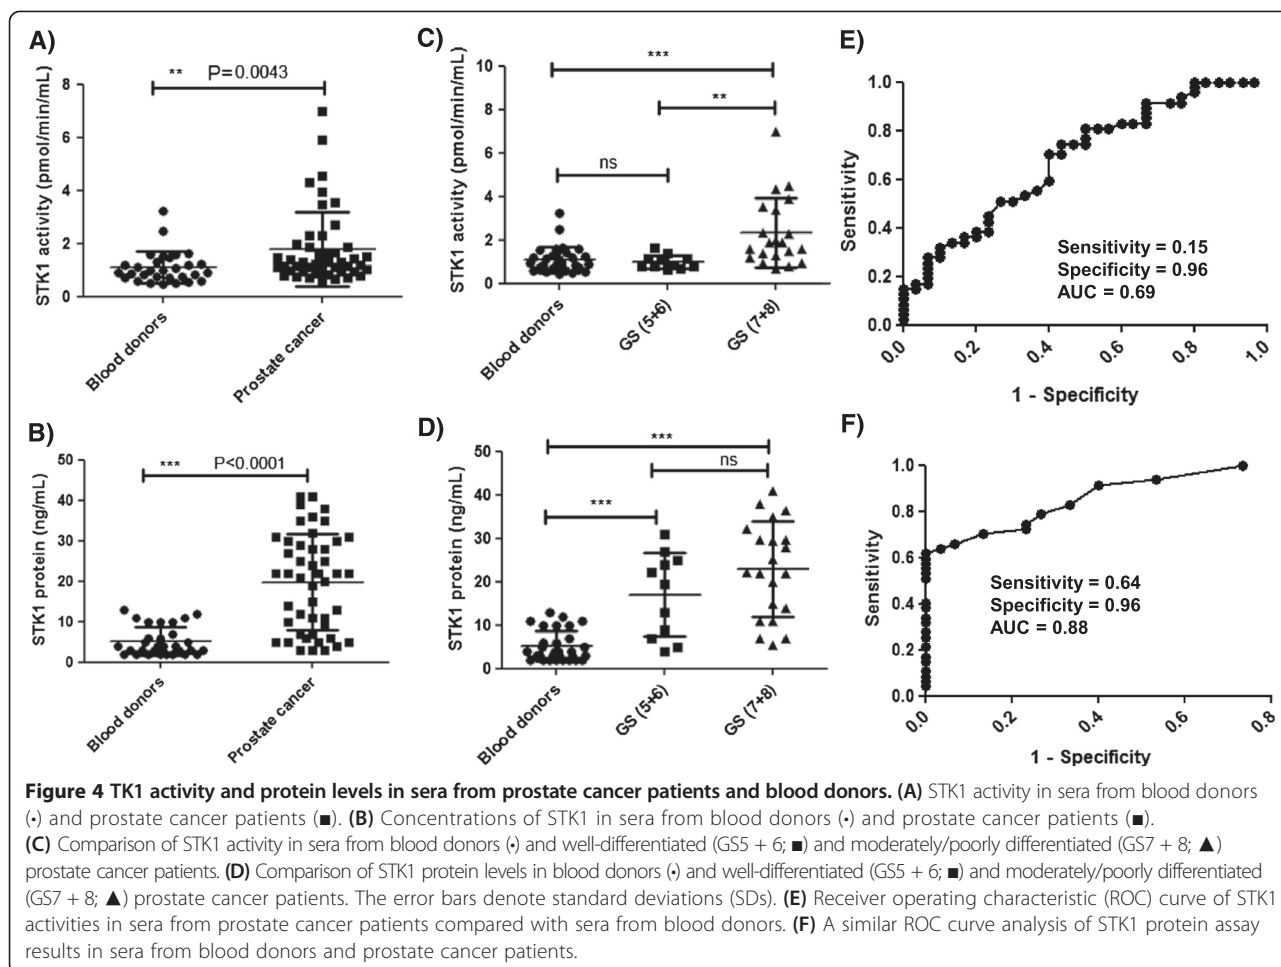 A)
** P=0.0043
STK1 activity (pmol/min/mL)
8
6
4
2
0
Blood donors
Prostate cancer
C)
***
**
ns
STK1 activity (pmol/min/mL)
10
8
6
4
2
0
Blood donors
GS (5+6)
GS (7+8)
E)
Sensitivity
1.0
0.8
0.6
0.4
0.2
0.0
Sensitivity = 0.15
Specificity = 0.96
AUC = 0.69
0.0
0.2
0.4
0.6
0.8
1.0
1 - Specificity
B)
*** P<0.0001
STK1 protein (ng/mL)
50
40
30
20
10
0
Blood donors
Prostate cancer
D)
***
ns
***
STK1 protein (ng/mL)
50
40
30
20
10
0
Blood donors
GS (5+6)
GS (7+8)
F)
Sensitivity
1.0
0.8
0.6
0.4
0.2
0.0
Sensitivity = 0.64
Specificity = 0.96
AUC = 0.88
0.0
0.2
0.4
0.6
0.8
1 - Specificity
Figure 4 TK1 activity and protein levels in sera from prostate cancer patients and blood donors. (A) STK1 activity in sera from blood donors
(•) and prostate cancer patients (■). (B) Concentrations of STK1 in sera from blood donors (•) and prostate cancer patients (■).
(C) Comparison of STK1 activity in sera from blood donors (•) and well-differentiated (GS5 + 6; ■) and moderately/poorly differentiated (GS7 + 8; ▲)
prostate cancer patients. (D) Comparison of STK1 protein levels in blood donors (•) and well-differentiated (GS5 + 6; ■) and moderately/poorly differentiated
(GS7 + 8; ▲) prostate cancer patients. The error bars denote standard deviations (SDs). (E) Receiver operating characteristic (ROC) curve of STK1
activities in sera from prostate cancer patients compared with sera from blood donors. (F) A similar ROC curve analysis of STK1 protein assay
results in sera from blood donors and prostate cancer patients.